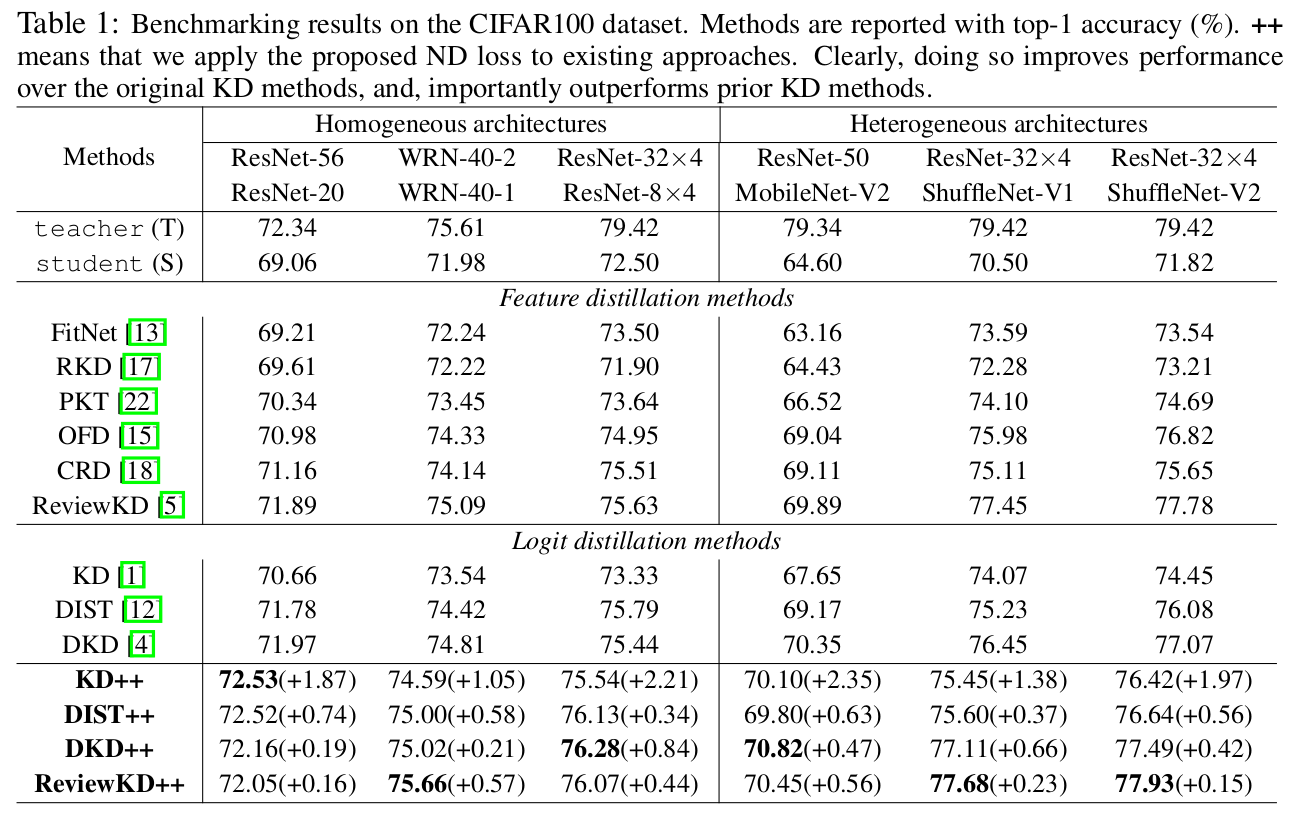 Table 1: Benchmarking results on the CIFAR100 dataset. Methods are reported with top-1 accuracy (%). ++
means that we apply the proposed ND loss to existing approaches. Clearly, doing so improves performance
over the original KD methods, and, importantly outperforms prior KD methods.
Methods Homogeneous architectures Heterogeneous architectures
ResNet-56 WRN-40-2 ResNet-32×4 ResNet-50 ResNet-32×4 ResNet-32×4
ResNet-20 WRN-40-1 ResNet-8×4 MobileNet-V2 ShuffleNet-V1 ShuffleNet-V2
teacher (T) 72.34 75.61 79.42 79.34 79.42 79.42
student (S) 69.06 71.98 72.50 64.60 70.50 71.82
Feature distillation methods
FitNet [13] 69.21 72.24 73.50 63.16 73.59 73.54
RKD [17] 69.61 72.22 71.90 64.43 72.28 73.21
PKT [22] 70.34 73.45 73.64 66.52 74.10 74.69
OFD [15] 70.98 74.33 74.95 69.04 75.98 76.82
CRD [18] 71.16 74.14 75.51 69.11 75.11 75.65
ReviewKD [5] 71.89 75.09 75.63 69.89 77.45 77.78
Logit distillation methods
KD [1] 70.66 73.54 73.33 67.65 74.07 74.45
DIST [12] 71.78 74.42 75.79 69.17 75.23 76.08
DKD [4] 71.97 74.81 75.44 70.35 76.45 77.07
KD++ 72.53(+1.87) 74.59(+1.05) 75.54(+2.21) 70.10(+2.35) 75.45(+1.38) 76.42(+1.97)
DIST++ 72.52(+0.74) 75.00(+0.58) 76.13(+0.34) 69.80(+0.63) 75.60(+0.37) 76.64(+0.56)
DKD++ 72.16(+0.19) 75.02(+0.21) 76.28(+0.84) 70.82(+0.47) 77.11(+0.66) 77.49(+0.42)
ReviewKD++ 72.05(+0.16) 75.66(+0.57) 76.07(+0.44) 70.45(+0.56) 77.68(+0.23) 77.93(+0.15)